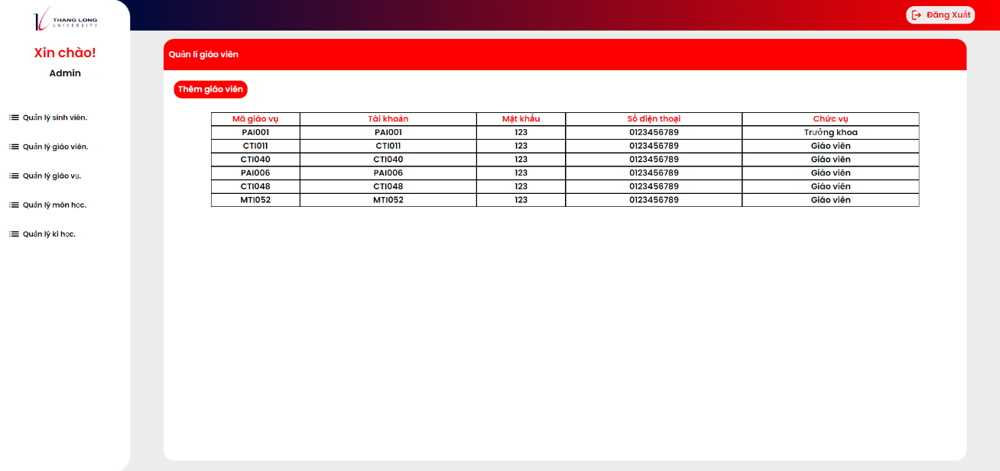 THANG LONG
UNIVERSITY
Đăng Xuất
Xin chào!
Admin
Quản lý sinh viên.
Quản lý giáo viên.
Quản lý giáo vụ.
Quản lý môn học.
Quản lý kì học.
Quản lí giáo viên
Thêm giáo viên
Mã giáo vụ Tài khoản Mật khẩu Số điện thoại Chức vụ
PAI001 PAI001 123 0123456789 Trưởng khoa
CTI011 CTI011 123 0123456789 Giáo viên
CTI040 CTI040 123 0123456789 Giáo viên
PAI006 PAI006 123 0123456789 Giáo viên
CTI048 CTI048 123 0123456789 Giáo viên
MTI052 MTI052 123 0123456789 Giáo viên